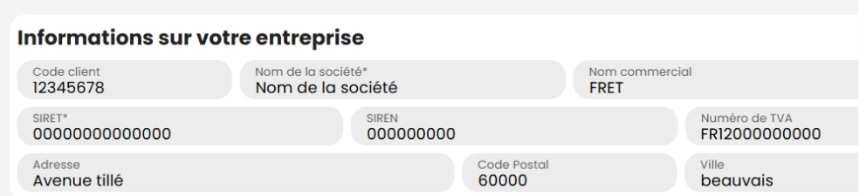 Informations sur votre entreprise
Code client Nom de la société* Nom commercial
12345678 Nom de la société FRET
SIRET* SIREN Numéro de TVA
00000000000000 000000000 FR12000000000
Adresse Code Postal Ville
Avenue tillé 60000 beauvais